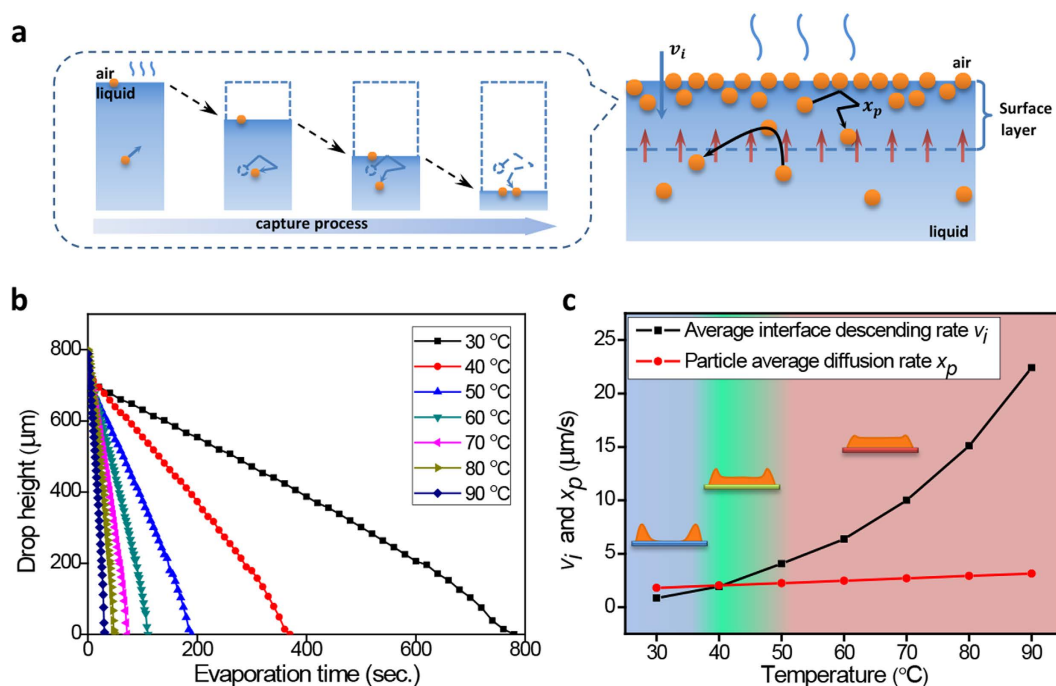 a
air
liquid
capture process
v_i
air
x_p
Surface
layer
liquid
b
Drop height (µm)
800
600
400
200
0
0 200 400 600 800
Evaporation time (sec.)
30 °C
40 °C
50 °C
60 °C
70 °C
80 °C
90 °C
c
v_i and x_p (µm/s)
25
20
15
10
5
0
30 40 50 60 70 80 90
Temperature (°C)
Average interface descending rate v_i
Particle average diffusion rate x_p